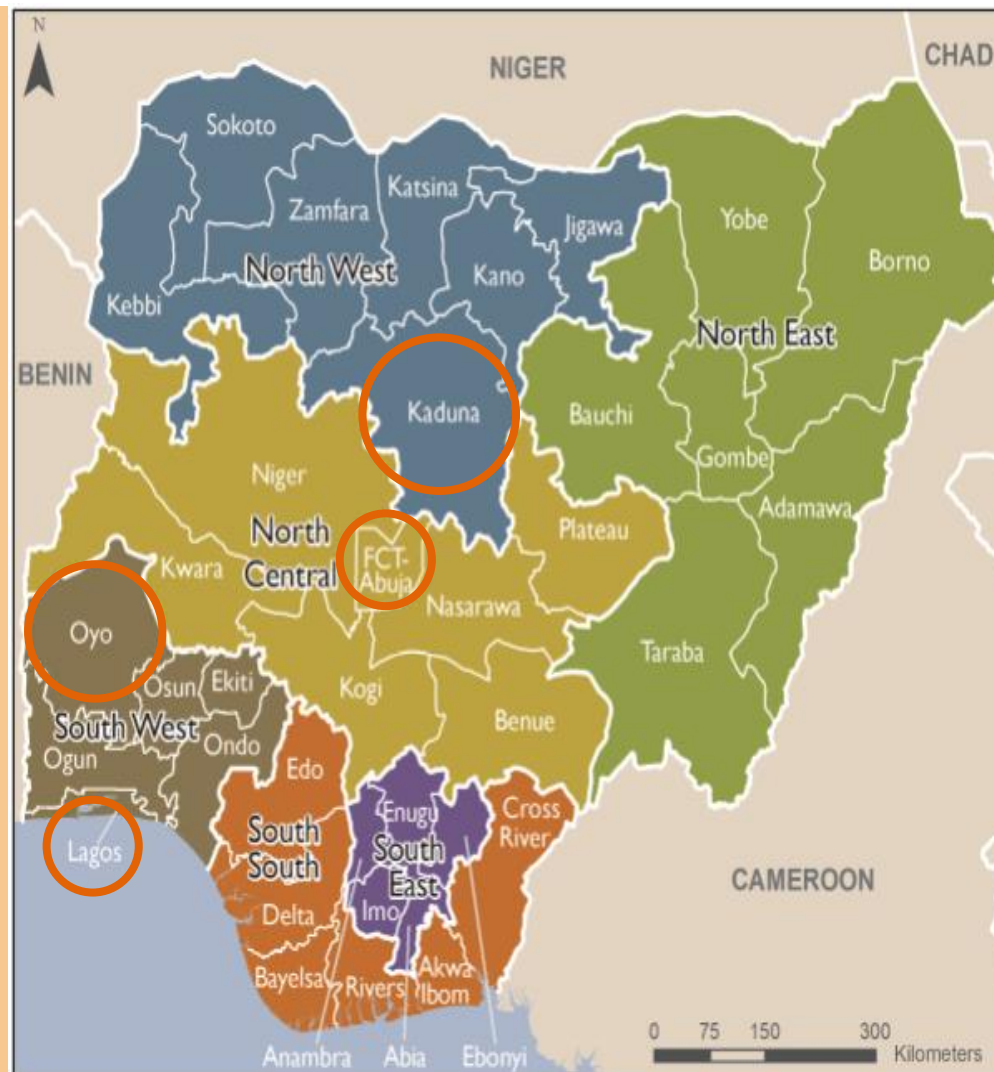 N
NIGER
CHAD
Sokoto
Katsina
Zamfara
Jigawa
Yobe
Kano
Borno
North West
Kebbi
North East
BENIN
Kaduna
Bauchi
Gombe
Niger
Adamawa
North
Central
Plateau
FCT-
Abuja
Kwara
Nasarawa
Oyo
Taraba
Osun
Ekiti
Kogi
Benue
South West
Ogun
Ondo
Edo
Enugu
Cross
River
South
South
South
East
Lagos
CAMEROON
Imo
Delta
Bayelsa
Rivers
Akwa
Ibom
Anambra
Abia
Ebonyi
0 75 150 300
Kilometers